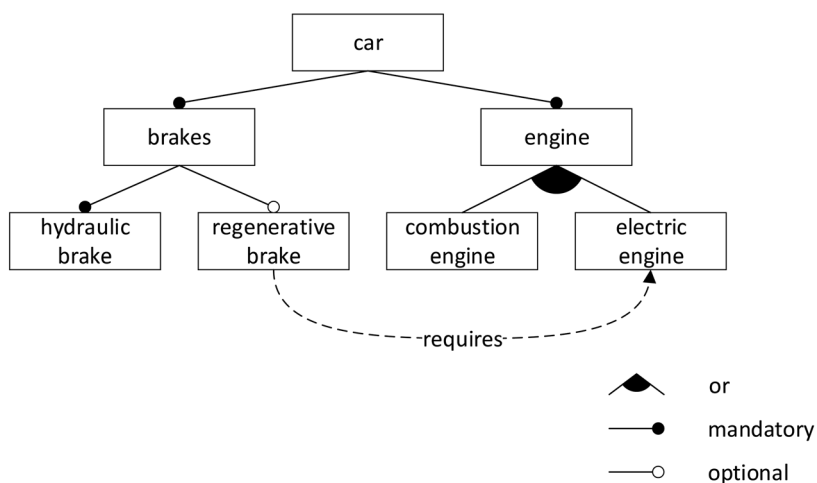 car
brakes
engine
hydraulic
brake
regenerative
brake
combustion
engine
electric
engine
requires
or
mandatory
optional